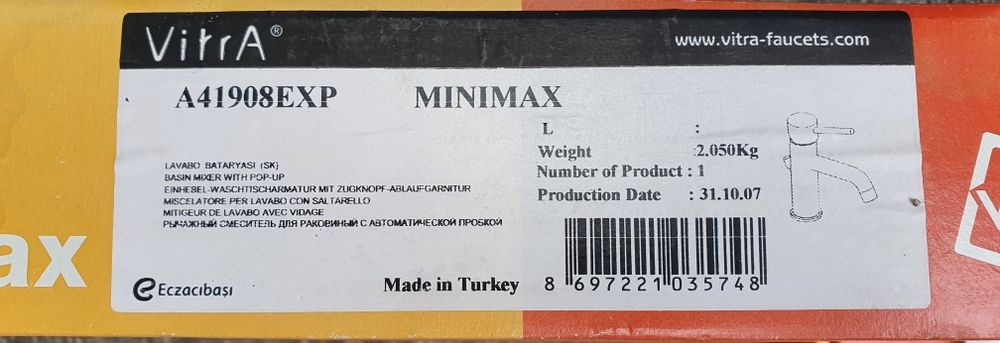 VitrA®
www.vitra-faucets.com
A41908EXP MINIMAX
L :
Weight :2.050Kg
Number of Product : 1
Production Date : 31.10.07
LAVABO BATARYASI (SK)
BASIN MIXER WITH POP-UP
EINHEBEL-WASCHTISCHARMATUR MIT ZUGKNOPF-ABLAUFGARNITUR
MISCELATORE PER LAVABO CON SALTARELLO
MITIGEUR DE LAVABO AVEC VIDAGE
РЫЧАЖНЫЙ СМЕСИТЕЛЬ ДЛЯ РАКОВИНЫЙ С АВТОМАТИЧЕСКОЙ ПРОБКОЙ
ax
Eczacıbaşı
Made in Turkey
8 697221 035748